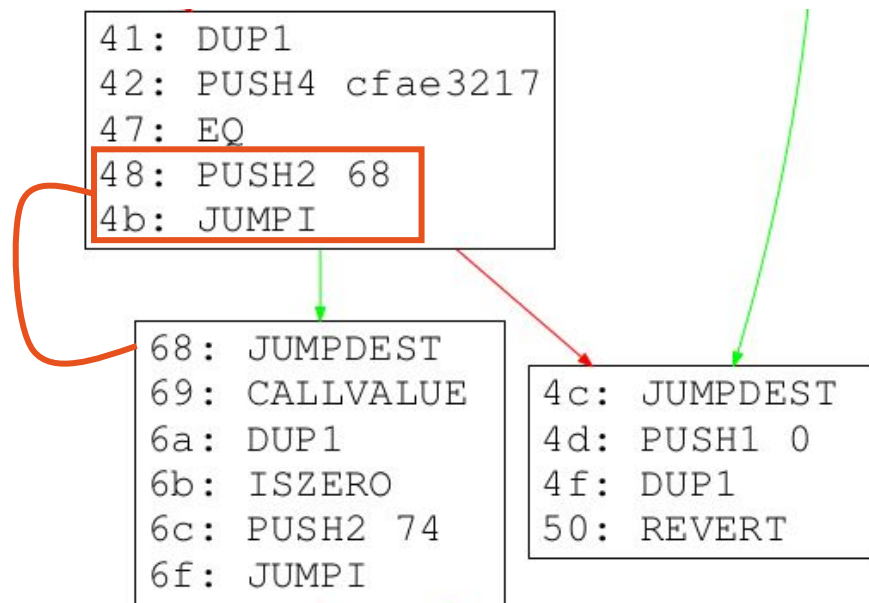 41: DUP1
42: PUSH4 cfae3217
47: EQ
48: PUSH2 68
4b: JUMPI
68: JUMPDEST
69: CALLVALUE
6a: DUP1
6b: ISZERO
6c: PUSH2 74
6f: JUMPI
4c: JUMPDEST
4d: PUSH1 0
4f: DUP1
50: REVERT